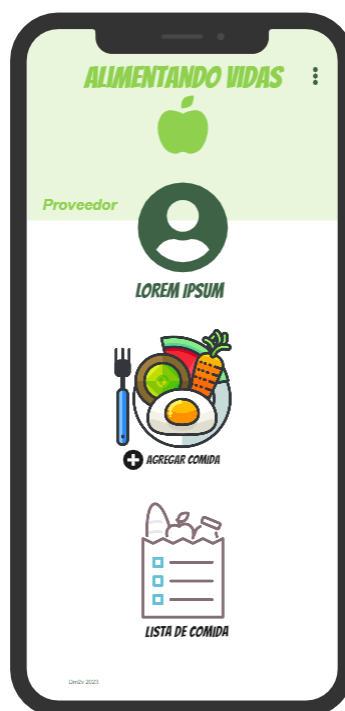 ALIMENTANDO VIDAS
Proveedor
LOREM IPSUM
AGREGAR COMIDA
LISTA DE COMIDA